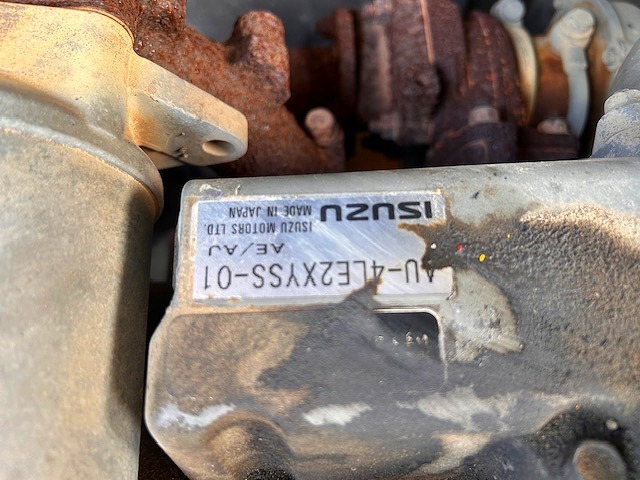 ISUZU MADE IN JAPAN
ISUZU MOTORS LTD.
AE/AJ
AU-4LE2XYSS-01